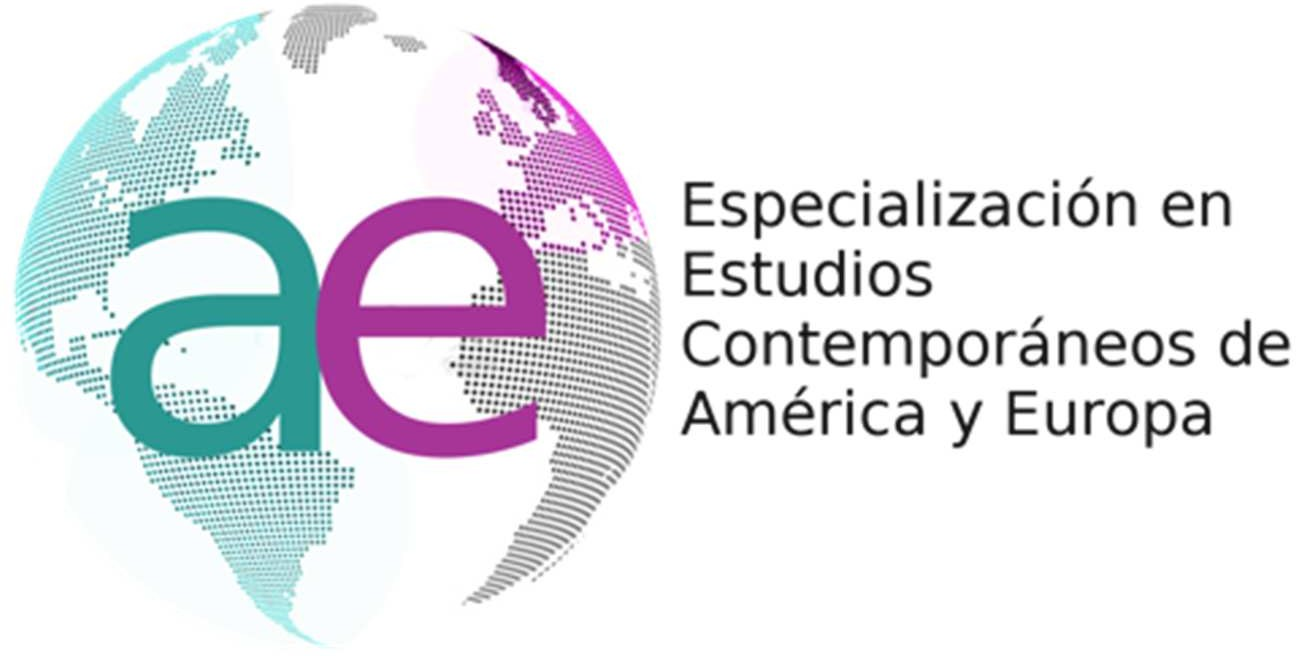 ae
Especialización en
Estudios
Contemporáneos de
América y Europa